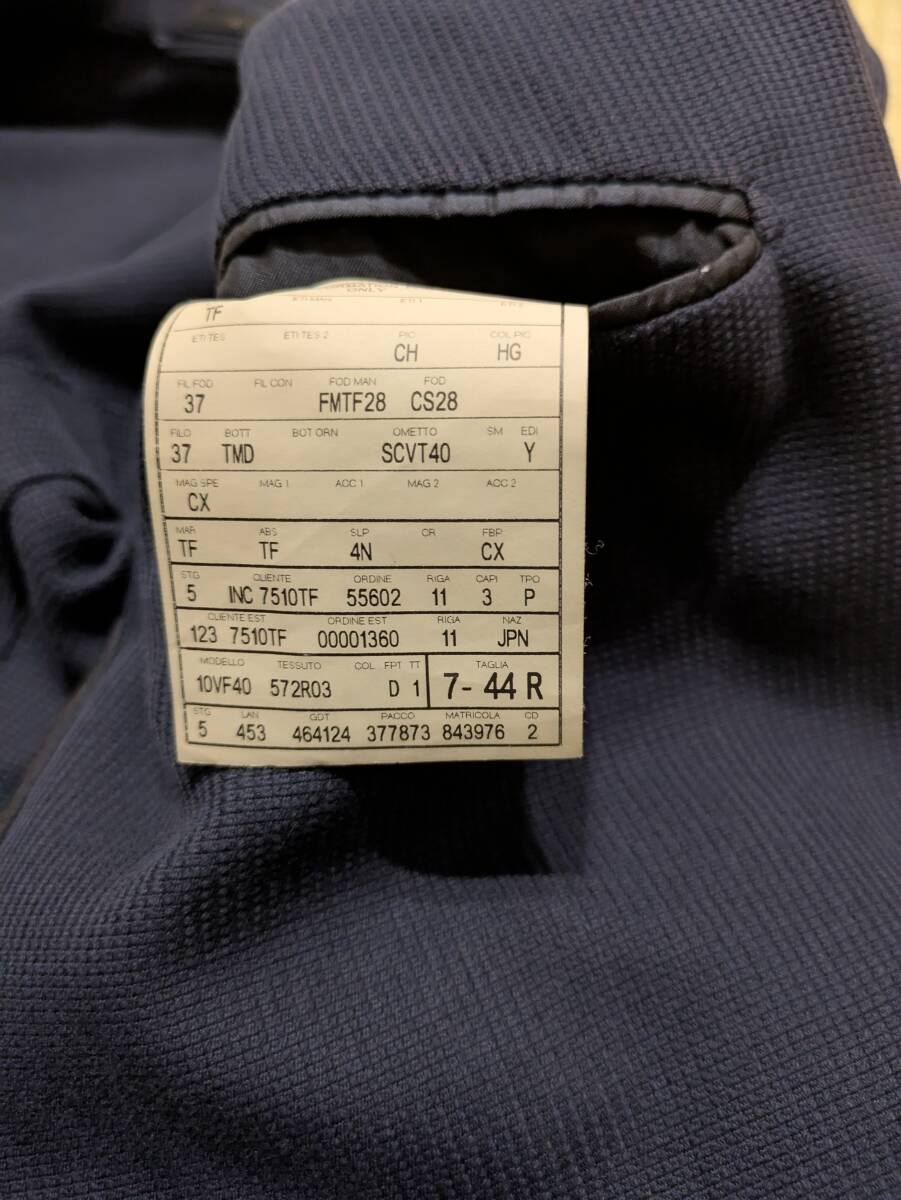 ONLY
TF
ETI TES ETI TES 2 PIC COL PIC
CH HG
FIL FOD FIL CON FOD MAN FOD
37 FMTF28 CS28
FILO BOTT BOT ORN OMETTO SM EDI
37 TMD SCVT40 Y
MAG SPE MAG 1 ACC 1 MAG 2 ACC 2
CX
MAR ABS SLP CR FBP
TF TF 4N CX
STG CLIENTE ORDINE RIGA CAPI TPO
5 INC 7510TF 55602 11 3 P
CLIENTE EST ORDINE EST RIGA NAZ
123 7510TF 00001360 11 JPN
MODELLO TESSUTO COL FPT TT TAGLIA
10VF40 572R03 D 1 7- 44 R
STG LAN GDT PACCO MATRICOLA CD
5 453 464124 377873 843976 2